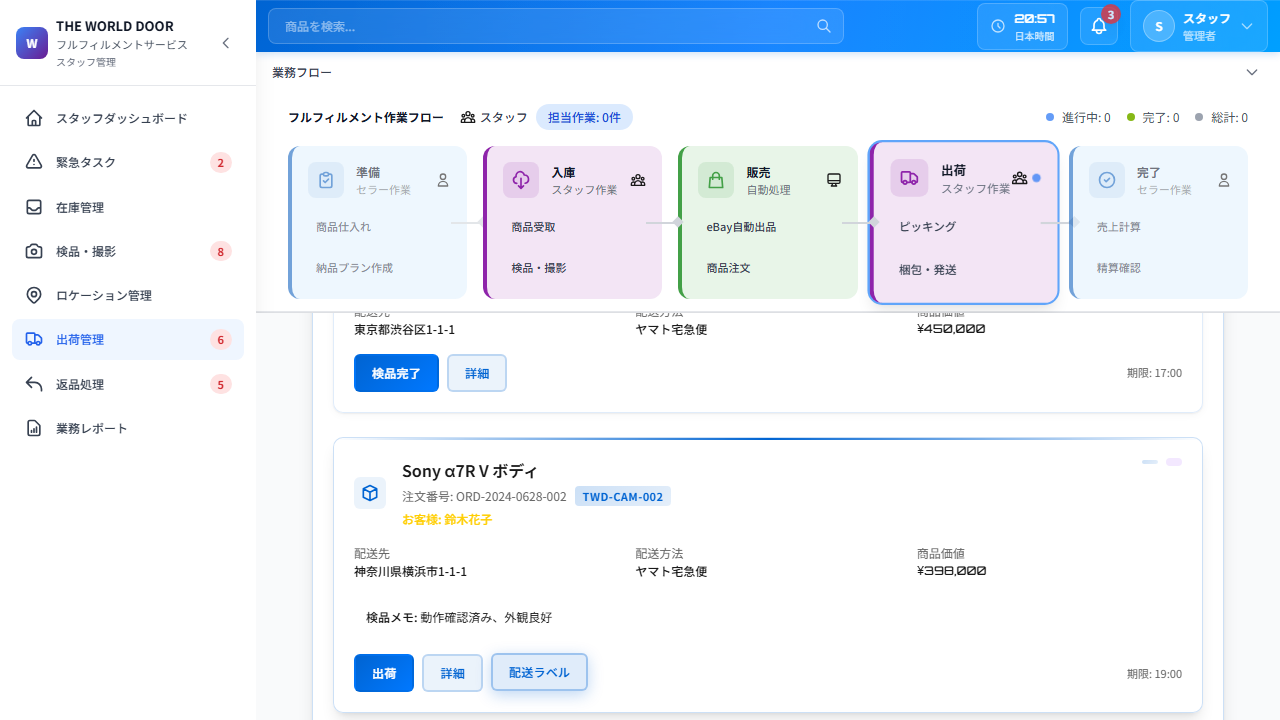 W
THE WORLD DOOR
フルフィルメントサービス
スタッフ管理
スタッフダッシュボード
緊急タスク
2
在庫管理
検品・撮影
8
ロケーション管理
出荷管理
6
返品処理
5
業務レポート
商品を検索...
20:57
日本時間
3
S
スタッフ
管理者
業務フロー
フルフィルメント作業フロー
スタッフ
担当作業: 0件
進行中: 0
完了: 0
総計: 0
準備
セラー作業
商品仕入れ
納品プラン作成
入庫
スタッフ作業
商品受取
検品・撮影
販売
自動処理
eBay自動出品
商品注文
出荷
スタッフ作業
ピッキング
梱包・発送
完了
セラー作業
売上計算
精算確認
配送先
配送方法
商品価値
東京都渋谷区1-1-1
ヤマト宅急便
¥450,000
検品完了
詳細
期限: 17:00
Sony α7R V ボディ
注文番号: ORD-2024-0628-002
TWD-CAM-002
お客様: 鈴木花子
配送先
配送方法
商品価値
神奈川県横浜市1-1-1
ヤマト宅急便
¥398,000
検品メモ: 動作確認済み、外観良好
出荷
詳細
配送ラベル
期限: 19:00